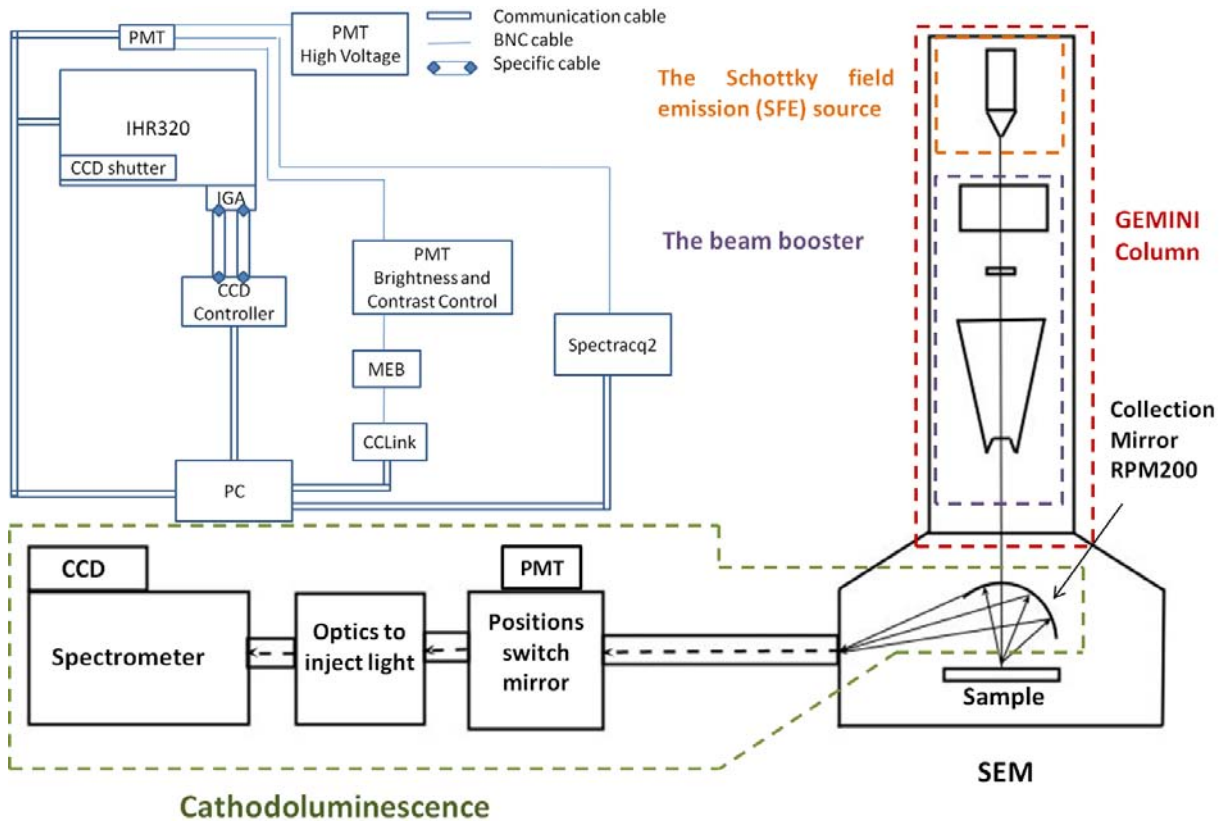 PMT
PMT
High Voltage
Communication cable
BNC cable
Specific cable
IHR320
CCD shutter
IGA
CCD
Controller
PMT
Brightness and
Contrast Control
MEB
CCLink
Spectracq2
PC
The Schottky field
emission (SFE) source
The beam booster
GEMINI
Column
Collection
Mirror
RPM200
CCD
Spectrometer
Optics to
inject light
PMT
Positions
switch
mirror
Sample
SEM
Cathodoluminescence